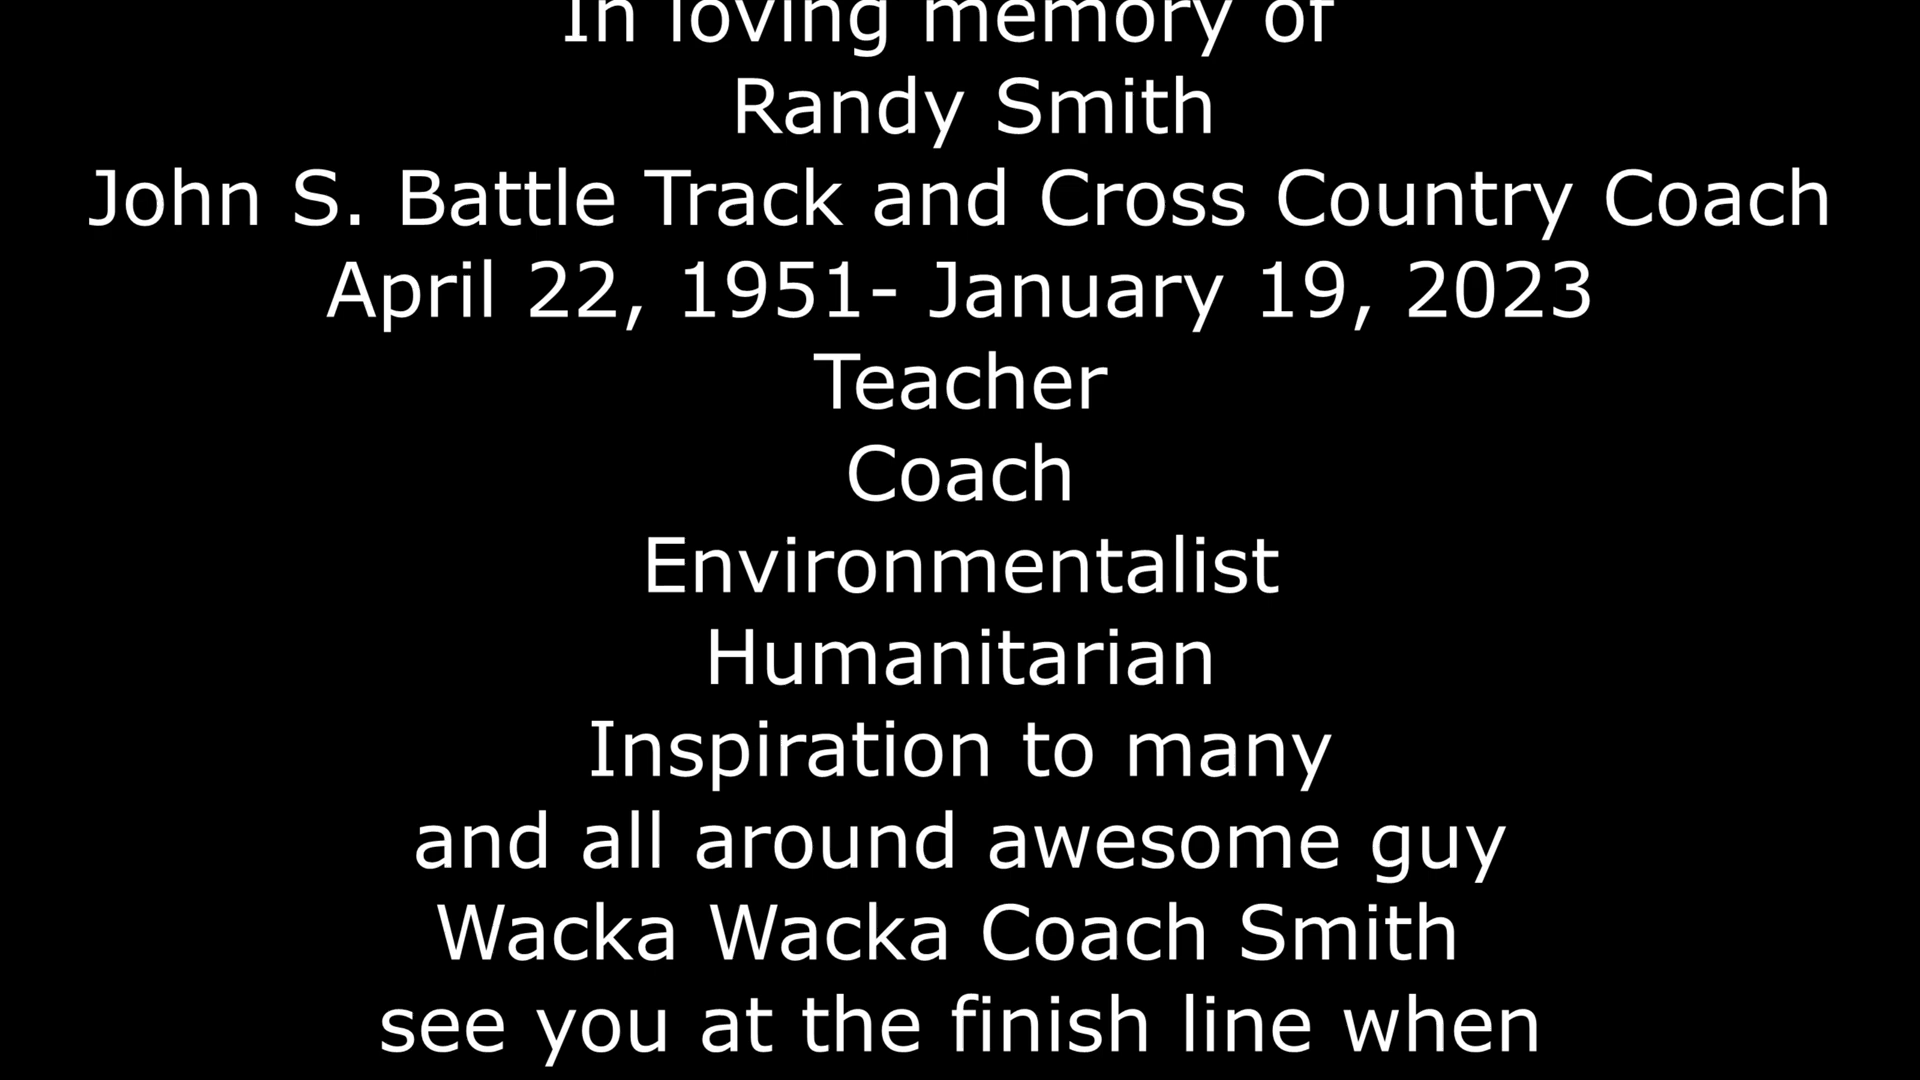 In loving memory of
Randy Smith
John S. Battle Track and Cross Country Coach
April 22, 1951- January 19, 2023
Teacher
Coach
Environmentalist
Humanitarian
Inspiration to many
and all around awesome guy
Wacka Wacka Coach Smith
see you at the finish line when